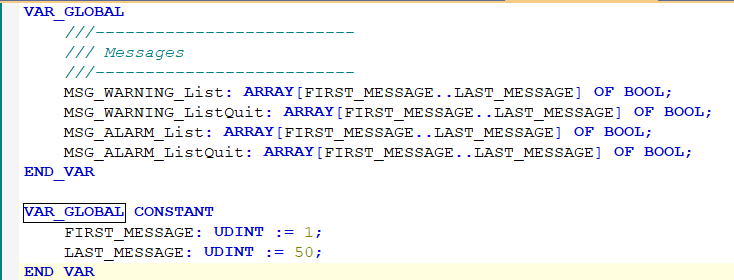 VAR_GLOBAL
///--------------------------
/// Messages
///--------------------------
MSG_WARNING_List: ARRAY[FIRST_MESSAGE..LAST_MESSAGE] OF BOOL;
MSG_WARNING_ListQuit: ARRAY[FIRST_MESSAGE..LAST_MESSAGE] OF BOOL;
MSG_ALARM_List: ARRAY[FIRST_MESSAGE..LAST_MESSAGE] OF BOOL;
MSG_ALARM_ListQuit: ARRAY[FIRST_MESSAGE..LAST_MESSAGE] OF BOOL;
END_VAR
VAR_GLOBAL CONSTANT
FIRST_MESSAGE: UDINT := 1;
LAST_MESSAGE: UDINT := 50;
END_VAR